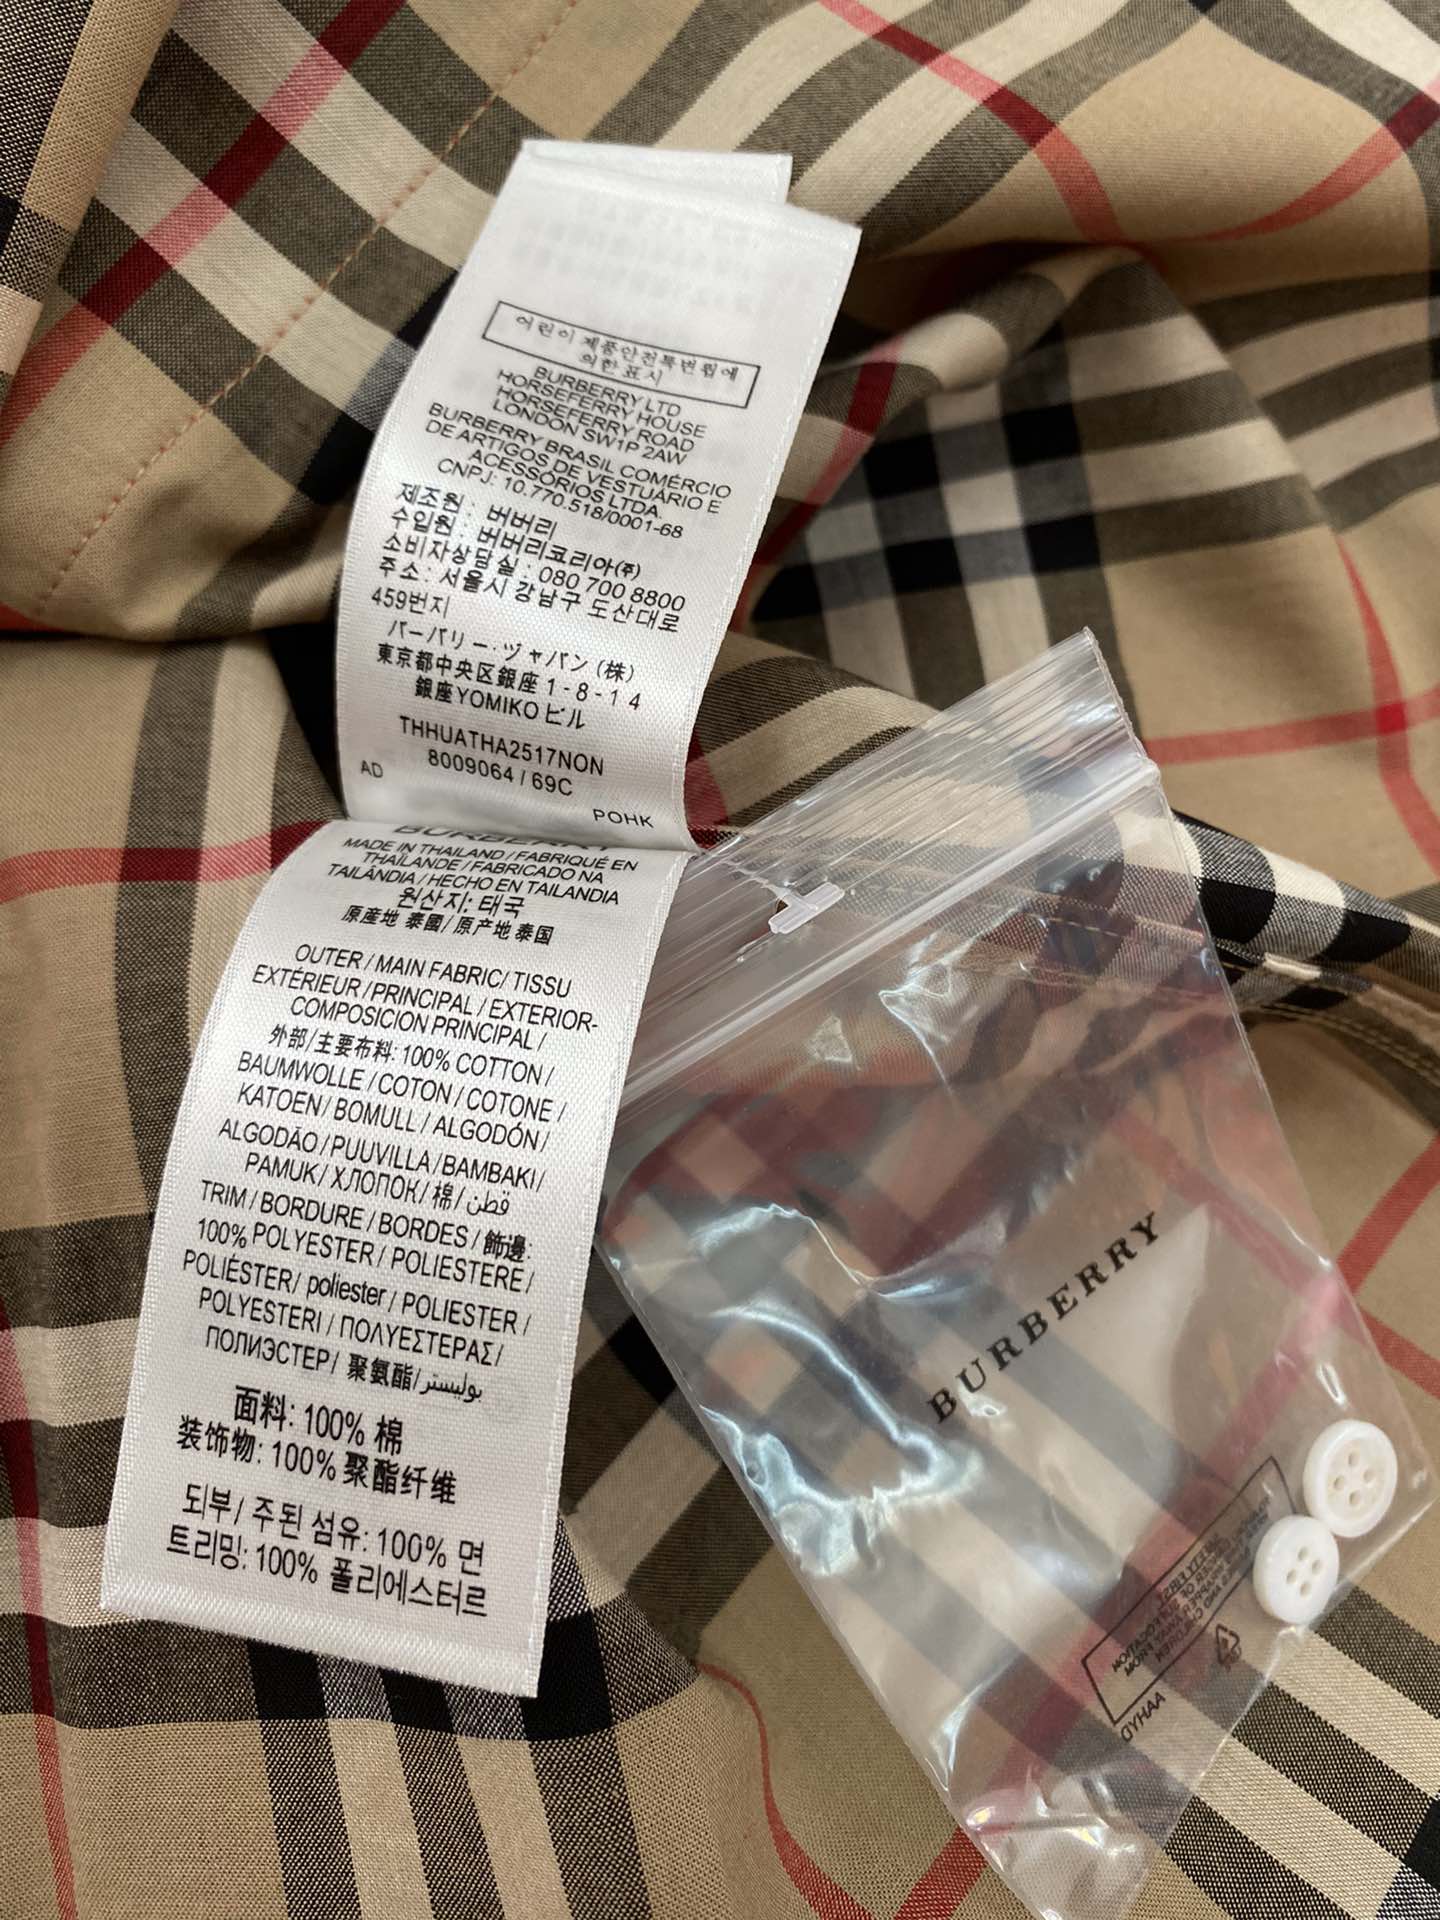 어린이 제품안전특별법에
의한표시
BURBERRY LTD
HORSEFERRY HOUSE
HORSEFERRY ROAD
LONDON SW1P 2AW
BURBERRY BRASIL COMÉRCIO
DE ARTIGOS DE VESTUÁRIO E
ACESSÓRIOS LTDA.
CNPJ: 10.770.518/0001-68
제조원 : 버버리
수입원 : 버버리코리아(주)
소비자상담실 : 080 700 8800
주소 : 서울시 강남구 도산대로
459번지
バーバリー・ジャパン (株)
東京都中央区銀座 1 - 8 - 1 4
銀座YOMIKO ビル
THHUATHA2517NON
8009064 / 69C
AD
POHK
BURBERRY
MADE IN THAILAND / FABRIQUÉ EN
THAÏLANDE / FABRICADO NA
TAILÂNDIA / HECHO EN TAILANDIA
원산지: 태국
原産地 泰國/ 原产地 泰国
OUTER / MAIN FABRIC/ TISSU
EXTÉRIEUR / PRINCIPAL / EXTERIOR-
COMPOSICION PRINCIPAL /
外部/主要布料: 100% COTTON /
BAUMWOLLE / COTON / COTONE /
KATOEN / BOMULL / ALGODÓN /
ALGODÃO / PUUVILLA / BAMBAKI /
PAMUK / ХЛОПОК / 棉 / قطن
TRIM / BORDURE / BORDES / 飾邊:
100% POLYESTER / POLIESTERE /
POLIÉSTER/ poliester / POLIESTER /
POLYESTERI / ΠΟΛΥΕΣΤΕΡΑΣ/
ПОЛИЭСТЕР/ 聚氨酯 / بوليستر
面料: 100% 棉
装饰物: 100% 聚酯纤维
외부/ 주된 섬유: 100% 면
트리밍: 100% 폴리에스터르
BURBERRY
AAHYD